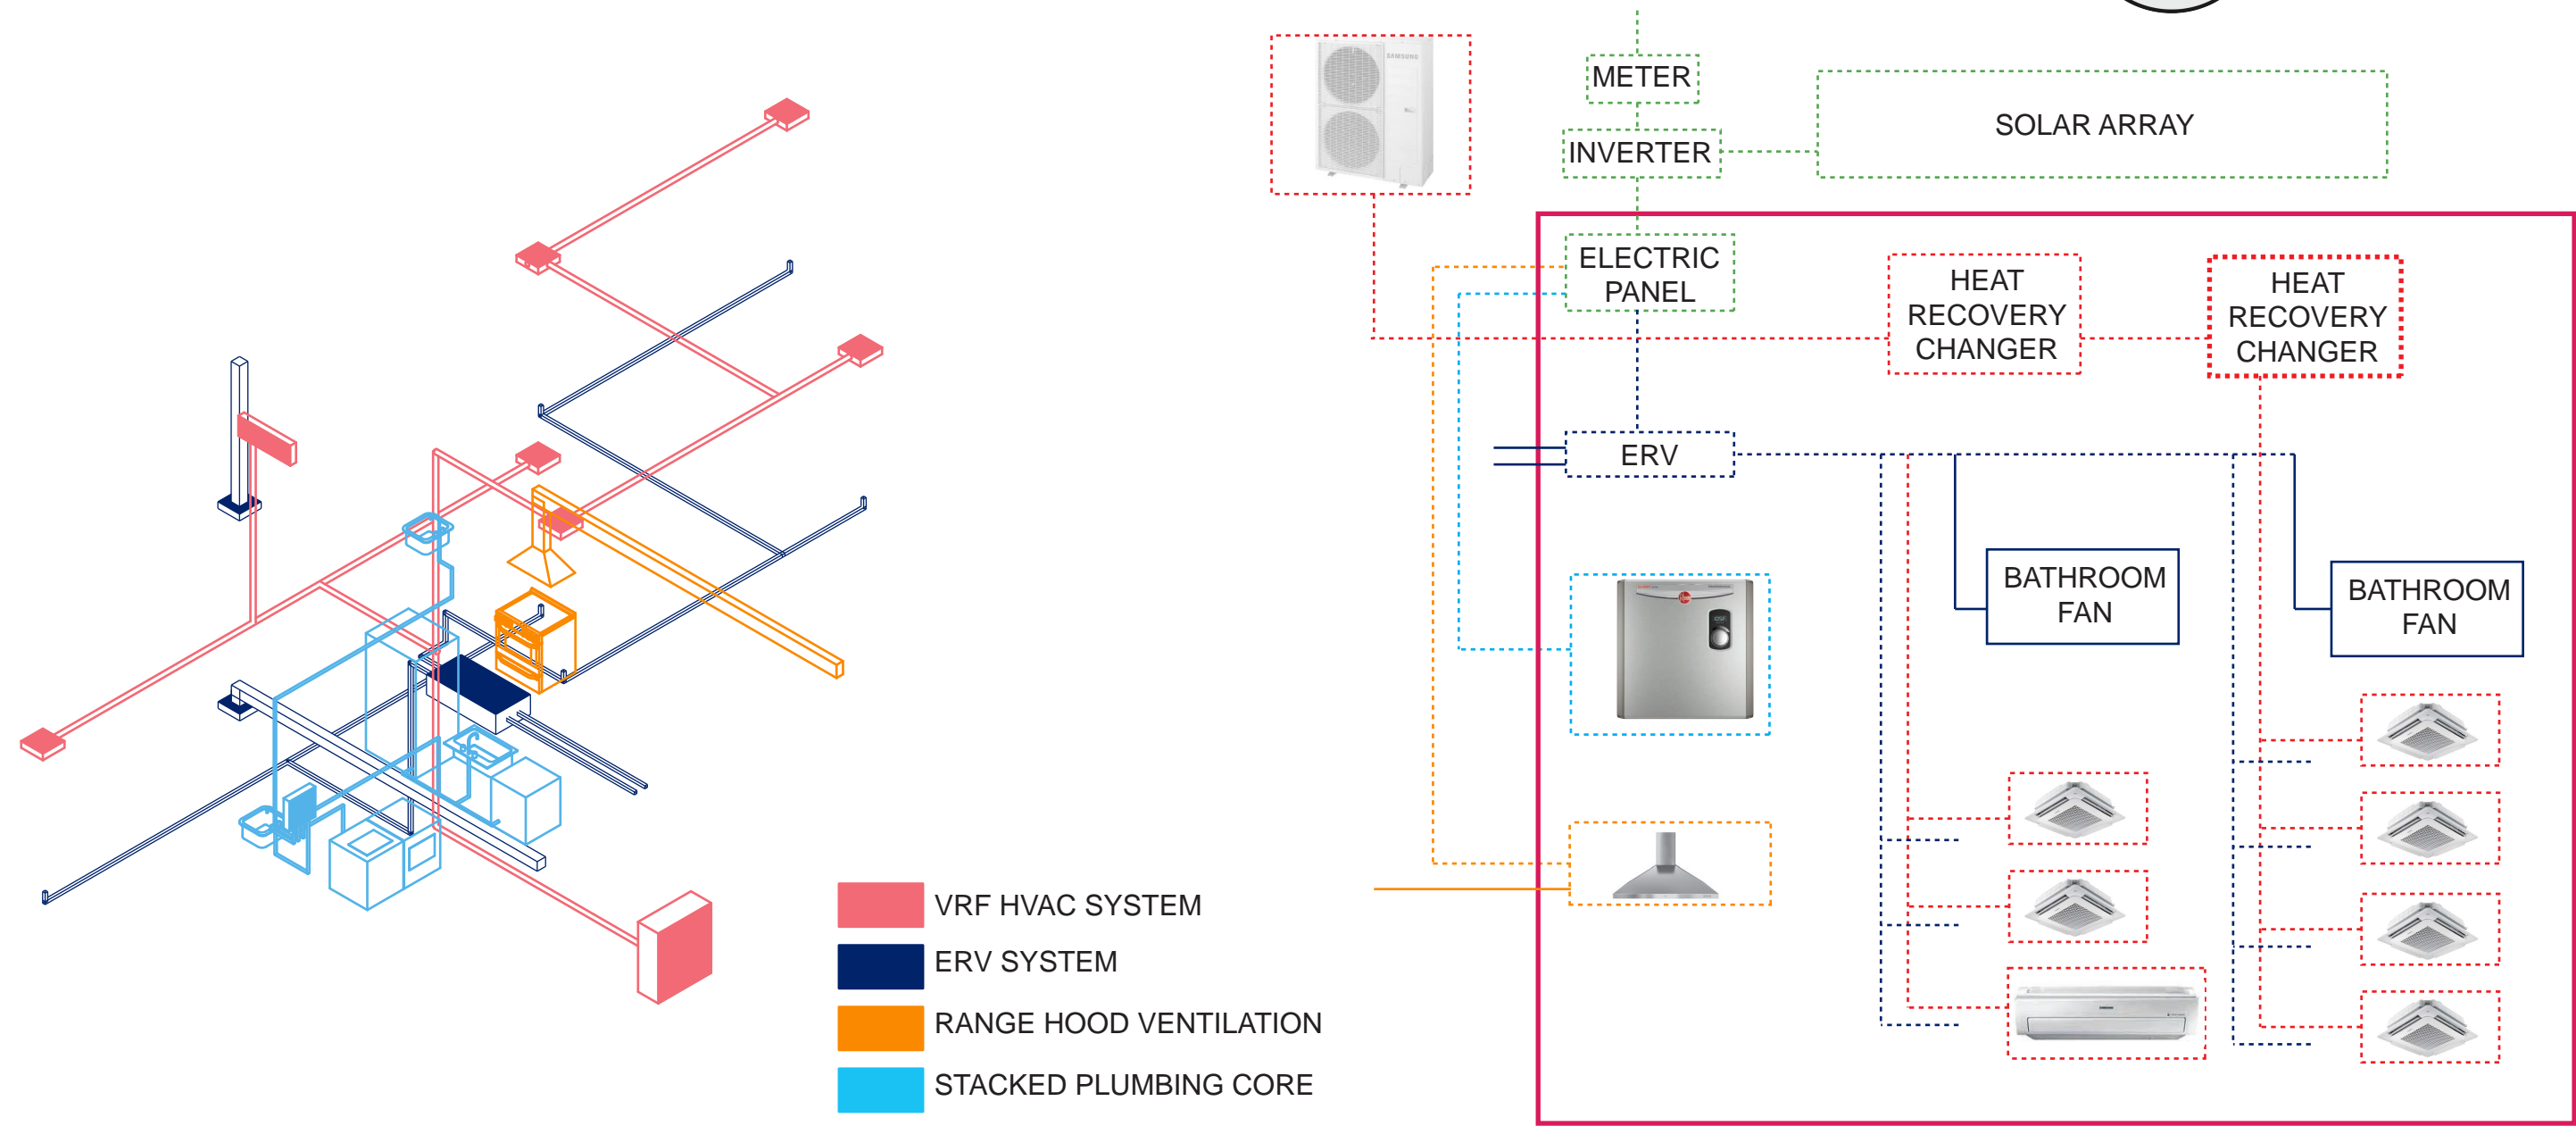 SAMSUNG
METER
INVERTER
SOLAR ARRAY
ELECTRIC
PANEL
HEAT
RECOVERY
CHANGER
HEAT
RECOVERY
CHANGER
ERV
BATHROOM
FAN
BATHROOM
FAN
VRF HVAC SYSTEM
ERV SYSTEM
RANGE HOOD VENTILATION
STACKED PLUMBING CORE